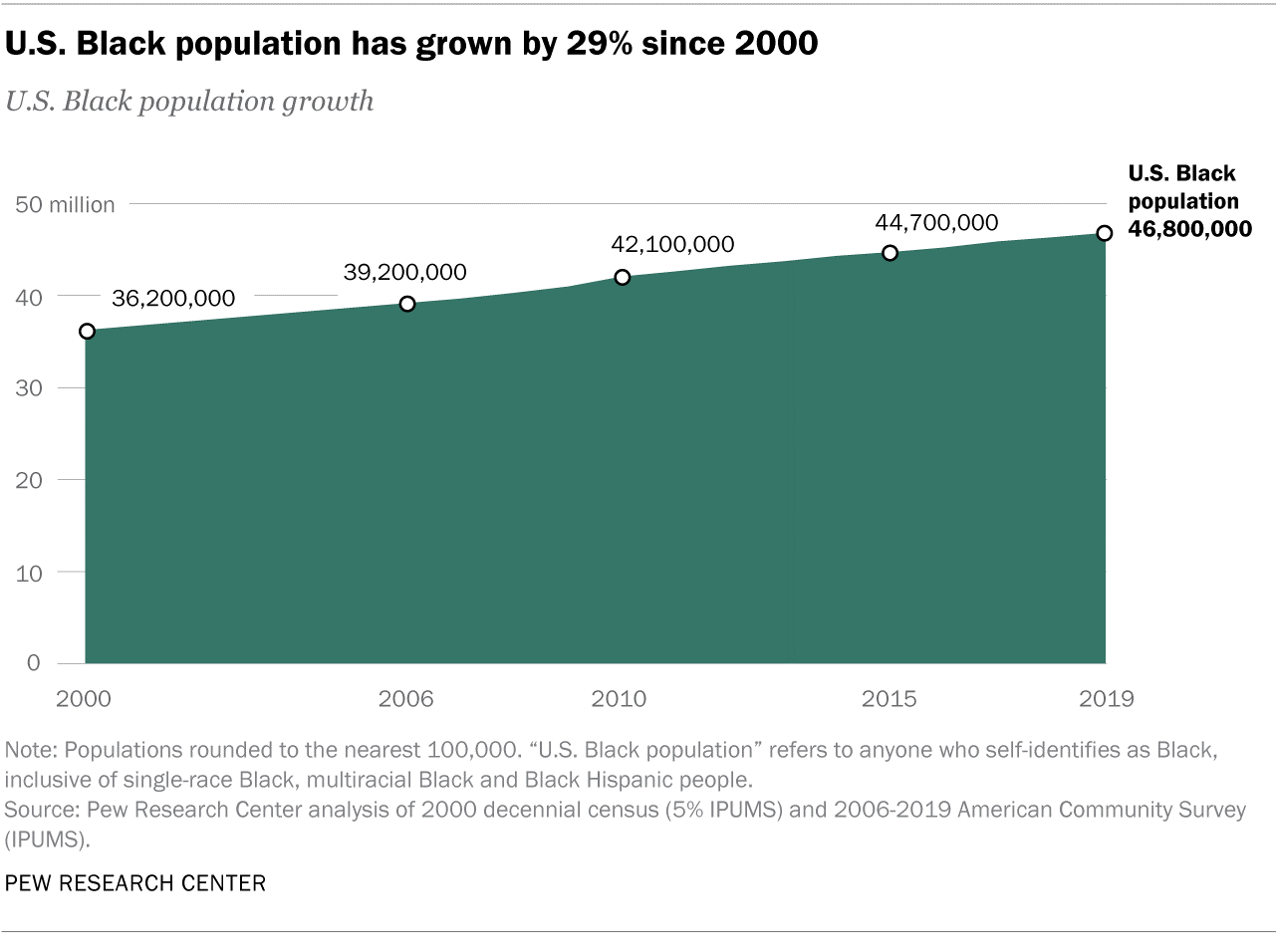 U.S. Black population has grown by 29% since 2000
U.S. Black population growth
U.S. Black
population
46,800,000
50 million
44,700,000
42,100,000
39,200,000
36,200,000
40
30
20
10
0
2000
2006
2010
2015
2019
Note: Populations rounded to the nearest 100,000. “U.S. Black population” refers to anyone who self-identifies as Black,
inclusive of single-race Black, multiracial Black and Black Hispanic people.
Source: Pew Research Center analysis of 2000 decennial census (5% IPUMS) and 2006-2019 American Community Survey
(IPUMS).
PEW RESEARCH CENTER